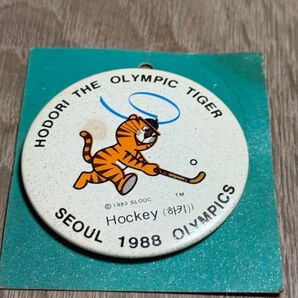 HODORI THE OLYMPIC TIGER
© 1983 SLOOC TM
Hockey (하키))
SEOUL 1988 OLYMPICS